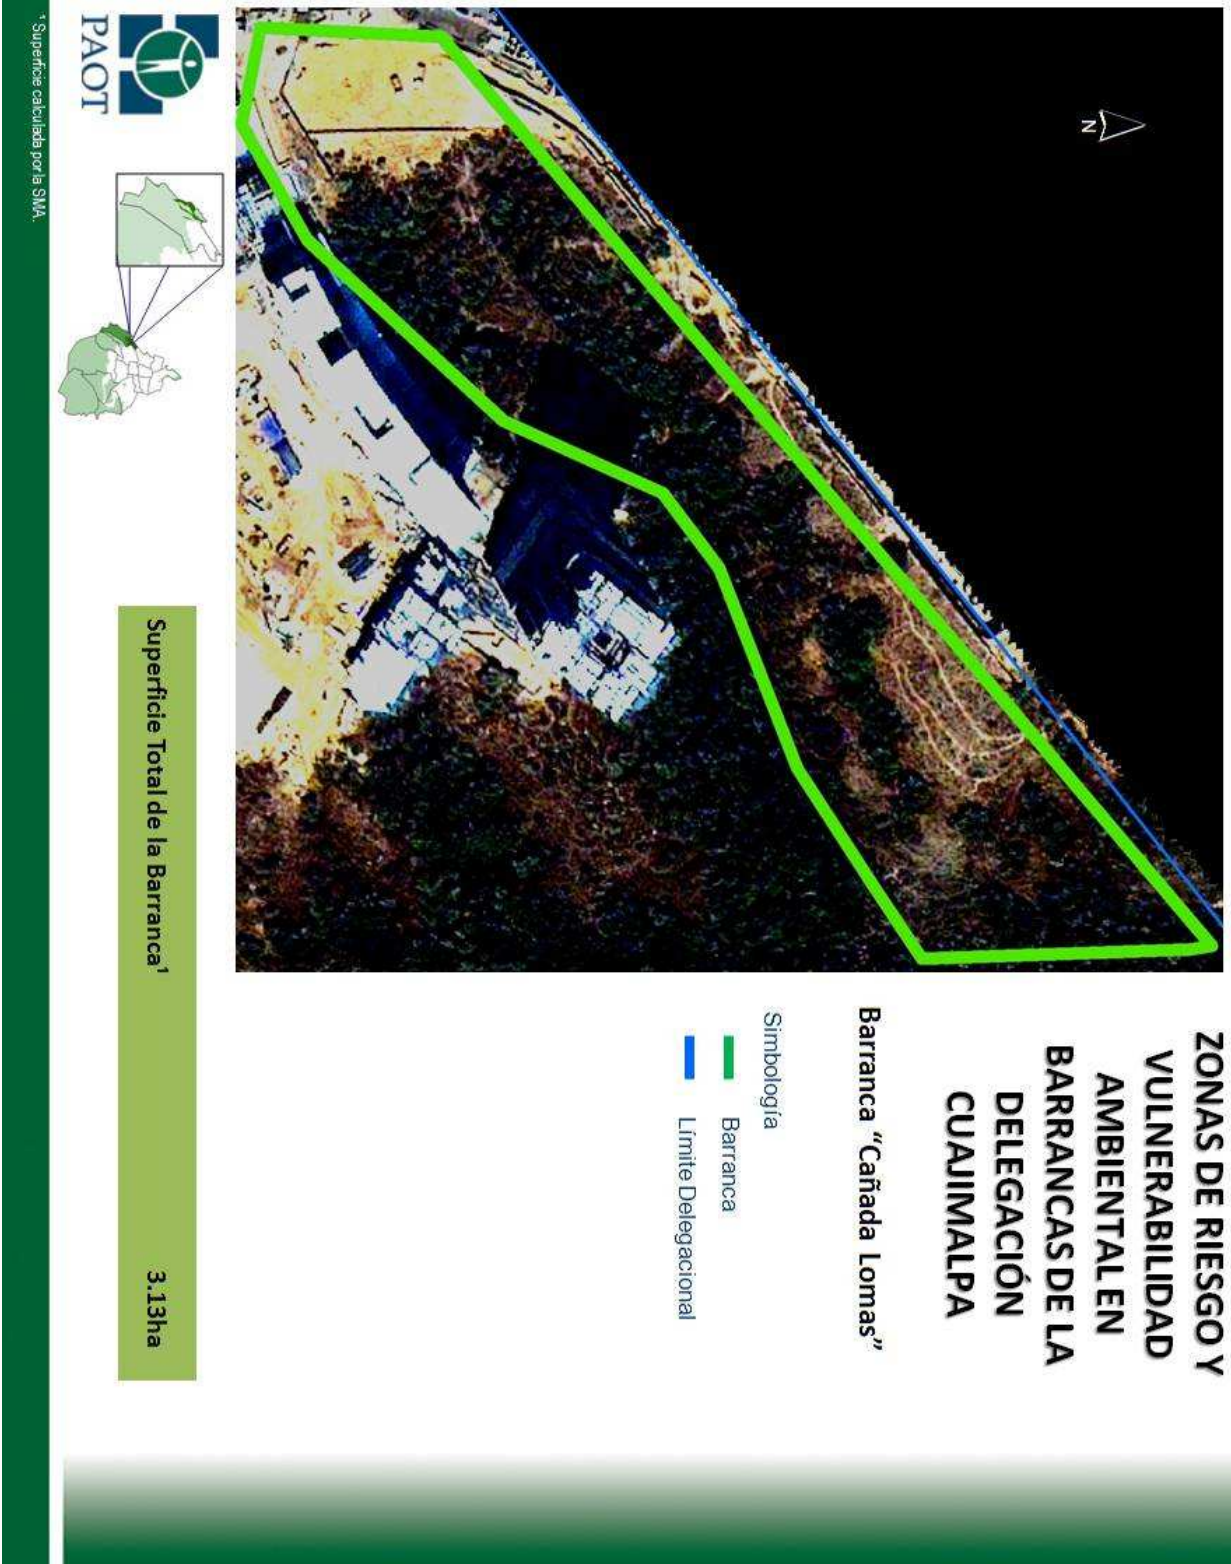 ZONAS DE RIESGO Y
VULNERABILIDAD
AMBIENTAL EN
BARRANCAS DE LA
DELEGACIÓN
CUAJIMALPA
Barranca “Cañada Lomas”
Simbología
Barranca
Límite Delegacional
N
Superficie Total de la Barranca¹ 3.13ha
PAOT
¹ Superficie calculada por la SMA.